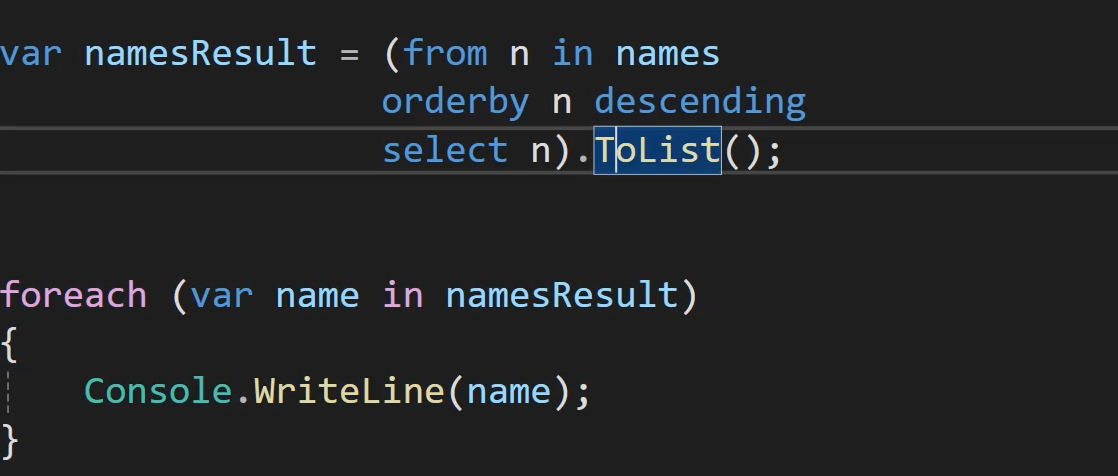 var namesResult = (from n in names
orderby n descending
select n).ToList();
foreach (var name in namesResult)
{
Console.WriteLine(name);
}